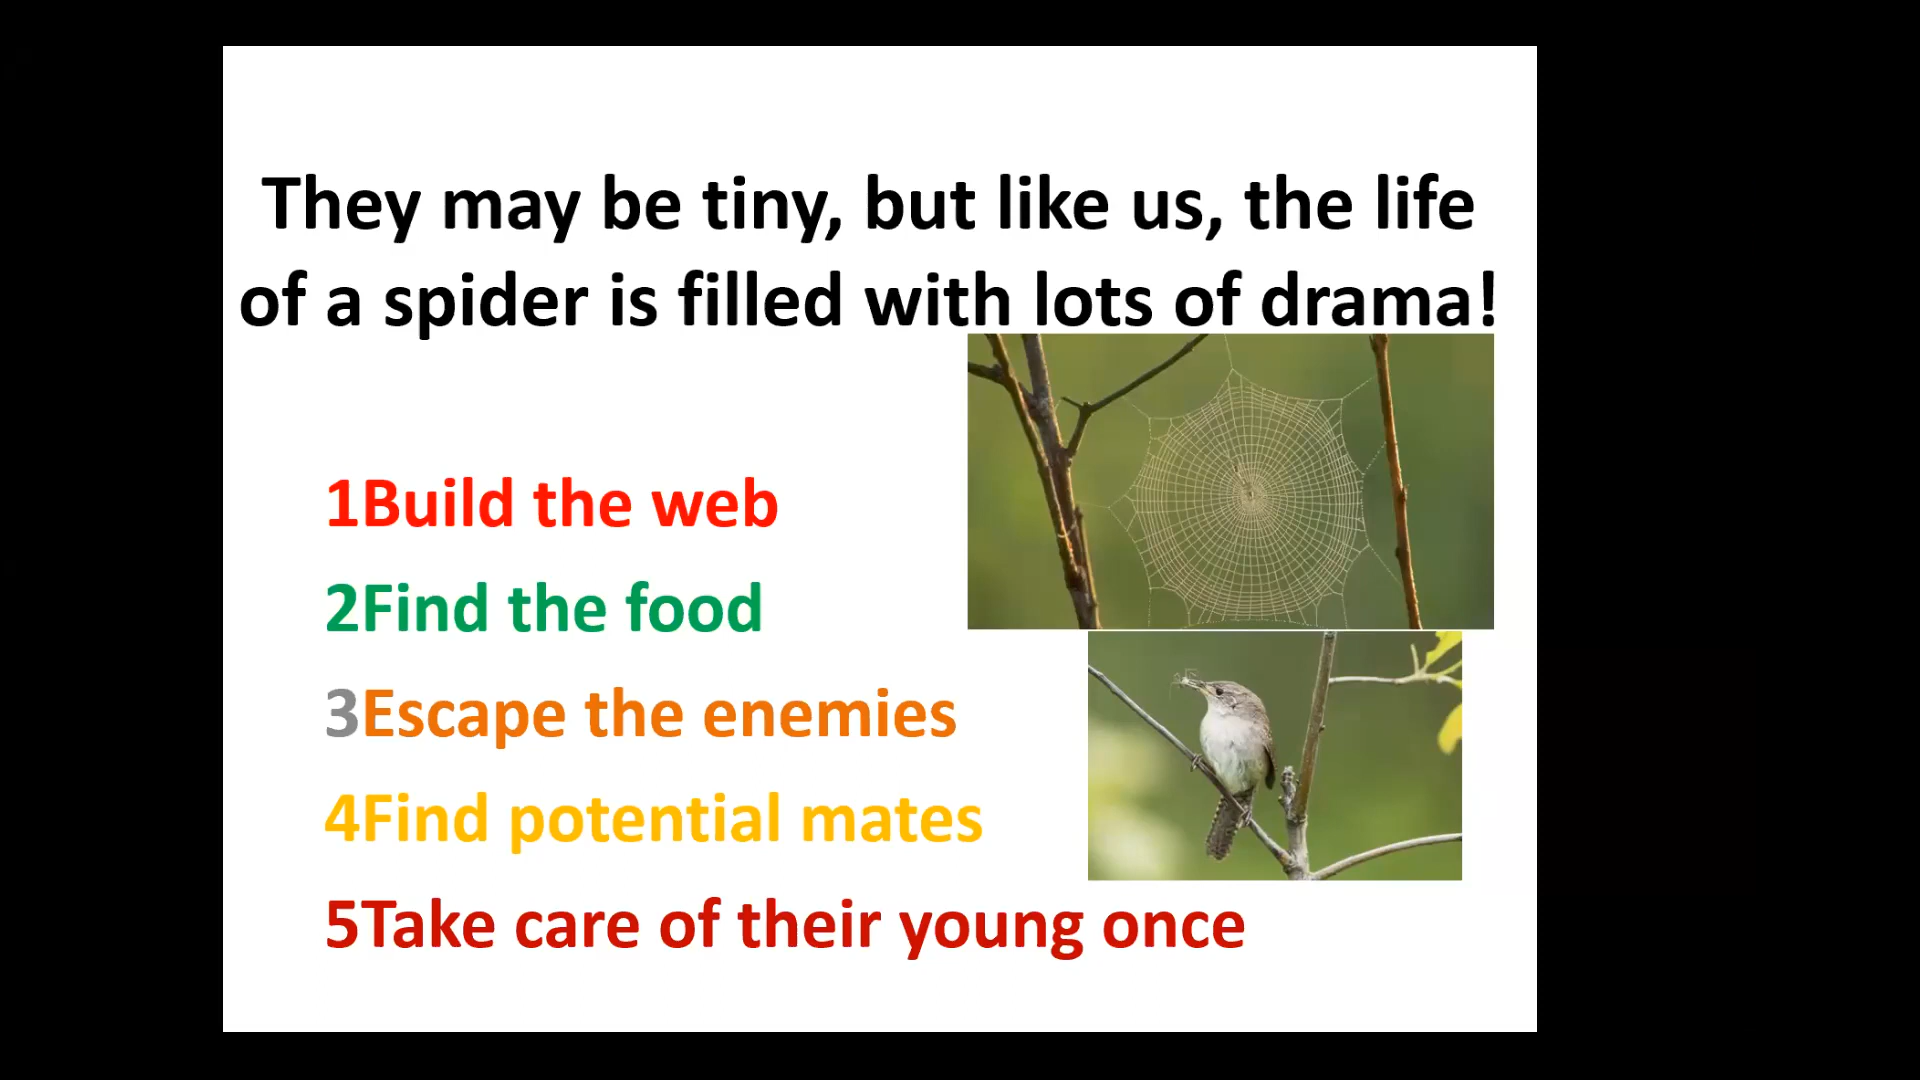 They may be tiny, but like us, the life
of a spider is filled with lots of drama!
1Build the web
2Find the food
3Escape the enemies
4Find potential mates
5Take care of their young once